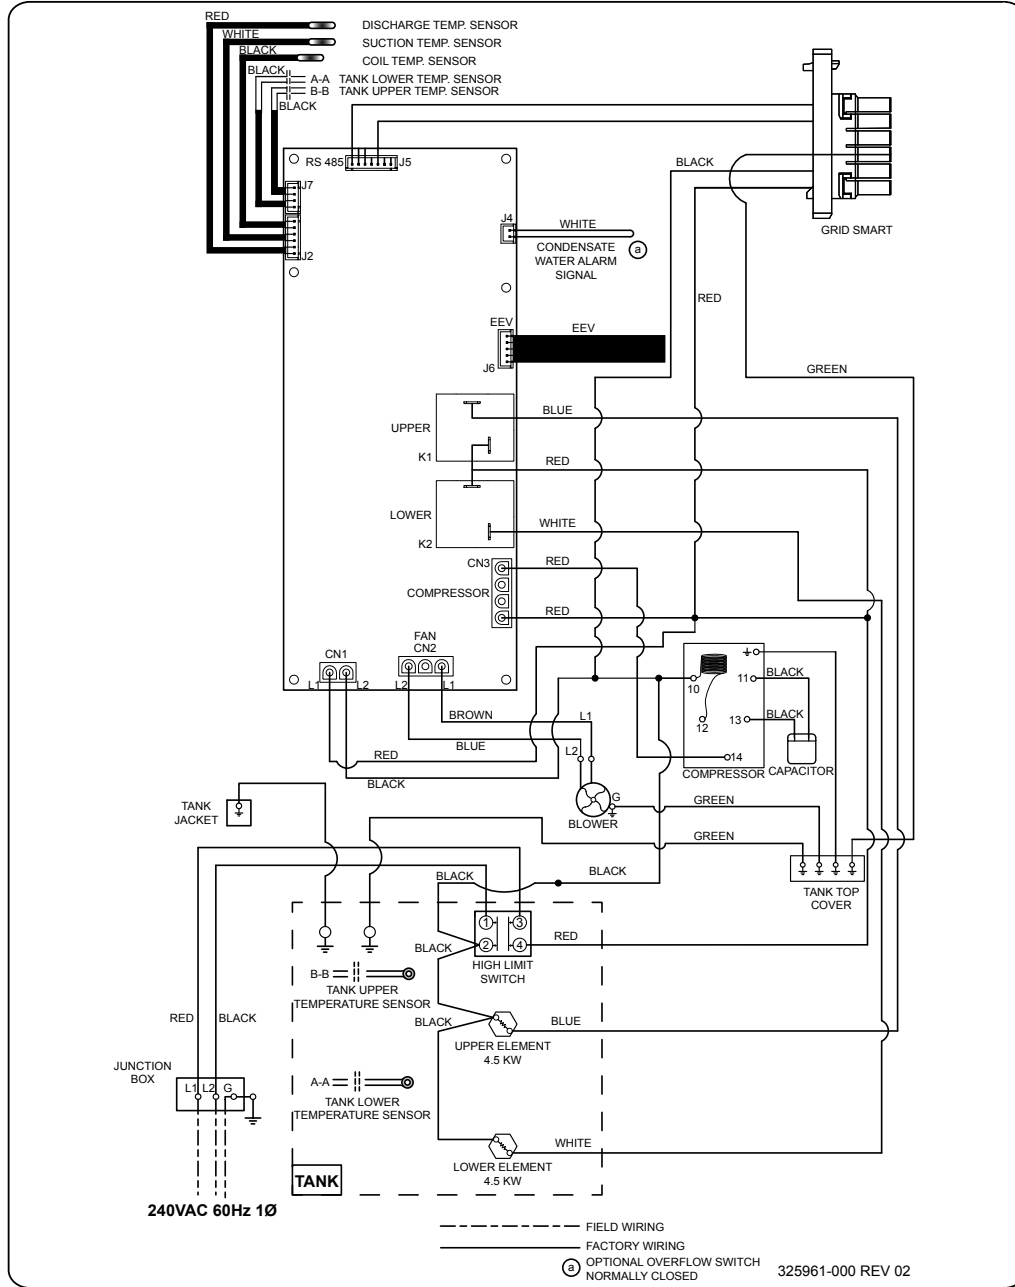 RED
DISCHARGE TEMP. SENSOR
WHITE
SUCTION TEMP. SENSOR
BLACK
COIL TEMP. SENSOR
BLACK
A-A TANK LOWER TEMP. SENSOR
B-B TANK UPPER TEMP. SENSOR
BLACK
RS 485
J5
BLACK
J7
J4
WHITE
CONDENSATE
WATER ALARM
SIGNAL
a
GRID SMART
J2
RED
EEV
EEV
J6
GREEN
BLUE
UPPER
K1
RED
LOWER
WHITE
K2
CN3
RED
COMPRESSOR
RED
FAN
CN2
CN1
L1
L2
L2
L1
10
11
BLACK
12
13
BLACK
14
COMPRESSOR
CAPACITOR
BROWN
L1
BLUE
L2
RED
BLACK
G
BLOWER
GREEN
GREEN
TANK
JACKET
TANK TOP
COVER
BLACK
BLACK
1
3
2
4
BLACK
RED
HIGH LIMIT
SWITCH
B-B
TANK UPPER
TEMPERATURE SENSOR
RED
BLACK
BLACK
BLUE
UPPER ELEMENT
4.5 KW
JUNCTION
BOX
L1
L2
G
A-A
TANK LOWER
TEMPERATURE SENSOR
WHITE
LOWER ELEMENT
4.5 KW
TANK
240VAC 60Hz 1Ø
FIELD WIRING
FACTORY WIRING
a OPTIONAL OVERFLOW SWITCH
NORMALLY CLOSED
325961-000 REV 02